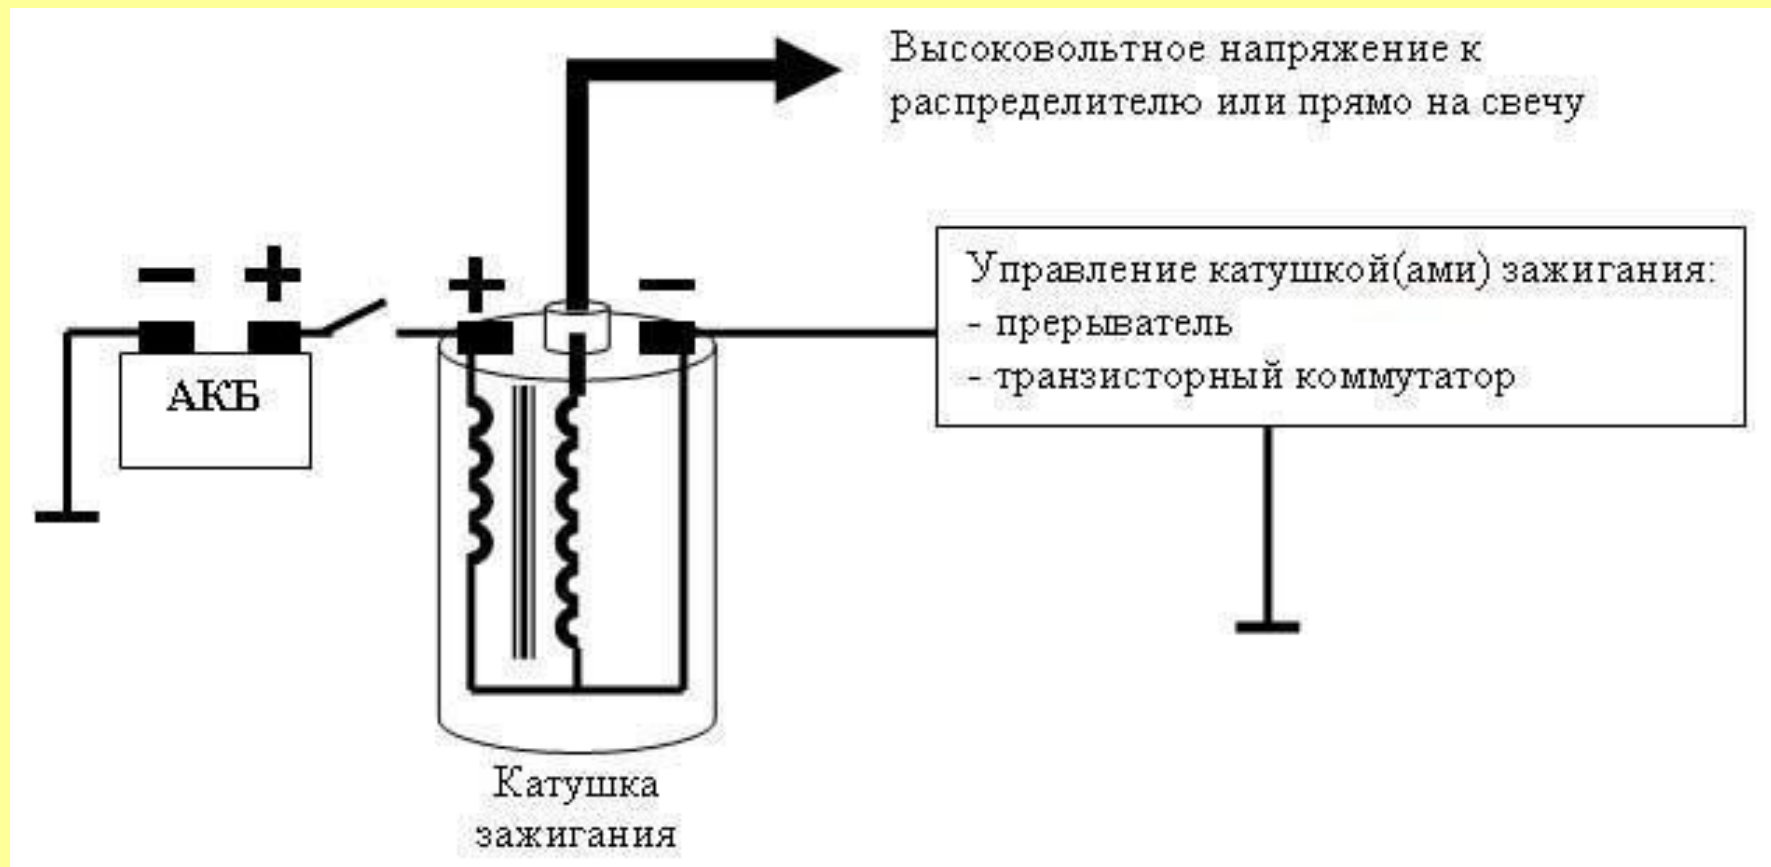 Высоковольтное напряжение к
распределителю или прямо на свечу
− + + −
Управление катушкой(ами) зажигания:
- прерыватель
- транзисторный коммутатор
АКБ
Катушка
зажигания